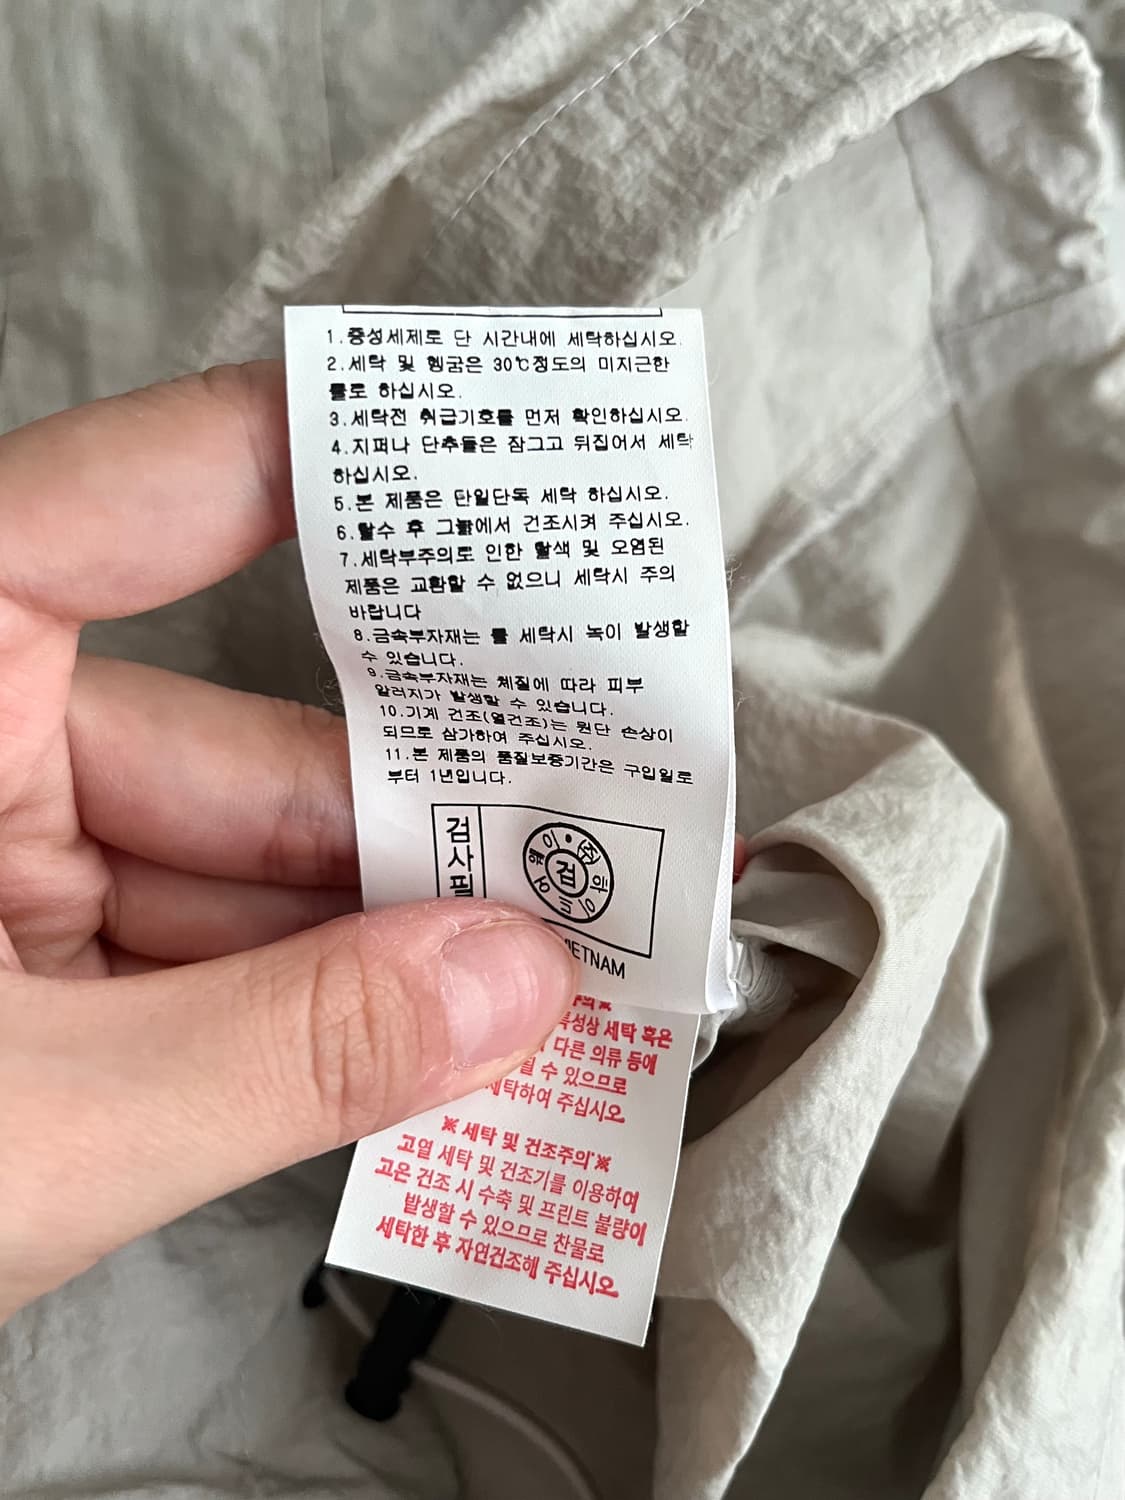 1.중성세제로 단 시간내에 세탁하십시오.
2.세탁 및 헹굼은 30℃정도의 미지근한
물로 하십시오.
3.세탁전 취급기호를 먼저 확인하십시오.
4.지퍼나 단추들은 잠그고 뒤집어서 세탁
하십시오.
5.본 제품은 단일단독 세탁 하십시오.
6.탈수 후 그늘에서 건조시켜 주십시오.
7.세탁부주의로 인한 탈색 및 오염된
제품은 교환할 수 없으니 세탁시 주의
바랍니다
8.금속부자재는 물 세탁시 녹이 발생할
수 있습니다.
9.금속부자재는 체질에 따라 피부
알러지가 발생할 수 있습니다.
10.기계 건조(열건조)는 원단 손상이
되므로 삼가하여 주십시오.
11.본 제품의 품질보증기간은 구입일로
부터 1년입니다.
검사필
검
VIETNAM
특성상 세탁 혹은
다른 의류 등에
될 수 있으므로
세탁하여 주십시오
※ 세탁 및 건조주의 ※
고열 세탁 및 건조기를 이용하여
고온 건조 시 수축 및 프린트 불량이
발생할 수 있으므로 찬물로
세탁한 후 자연건조해 주십시오